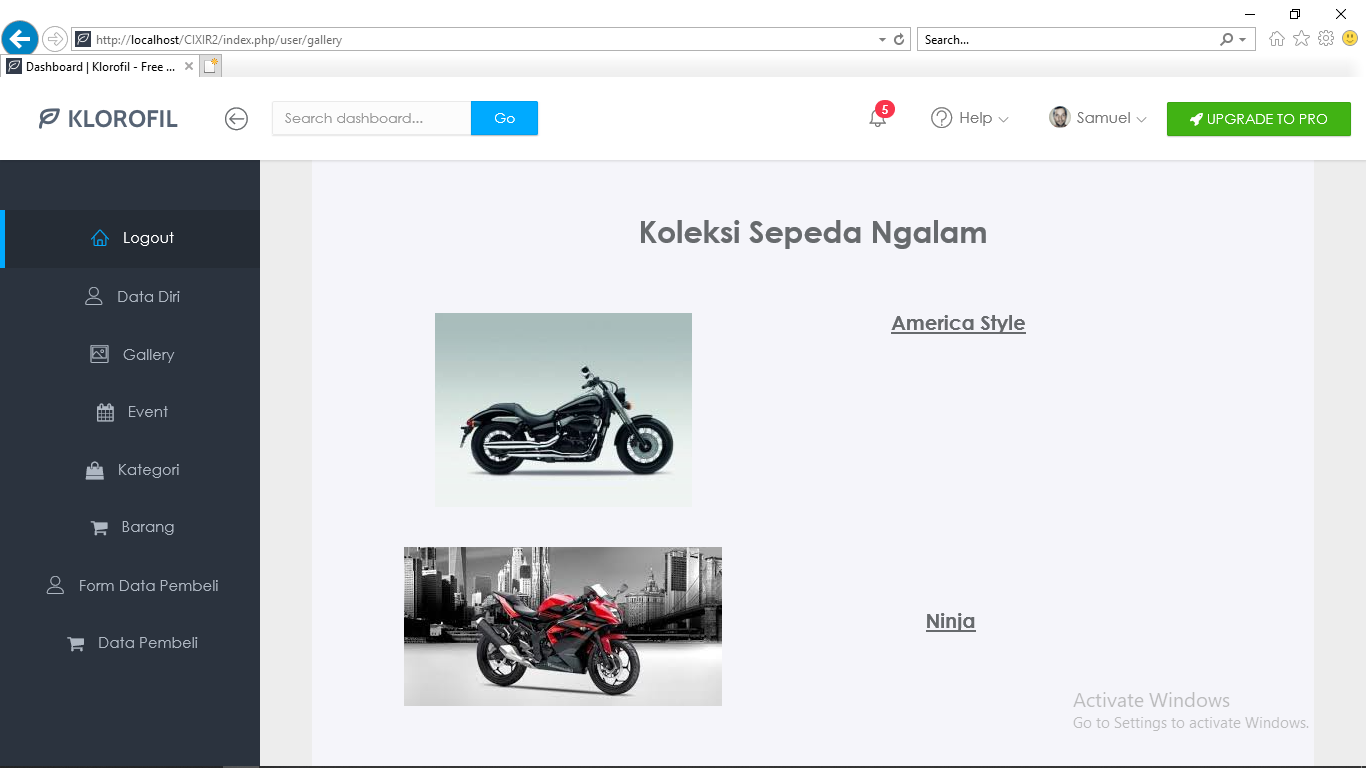 http://localhost/CIXIR2/index.php/user/gallery
Search...
Dashboard | Klorofil - Free ...
KLOROFIL
Search dashboard...
Go
5
Help
Samuel
UPGRADE TO PRO
Logout
Data Diri
Gallery
Event
Kategori
Barang
Form Data Pembeli
Data Pembeli
Koleksi Sepeda Ngalam
America Style
Ninja
Activate Windows
Go to Settings to activate Windows.